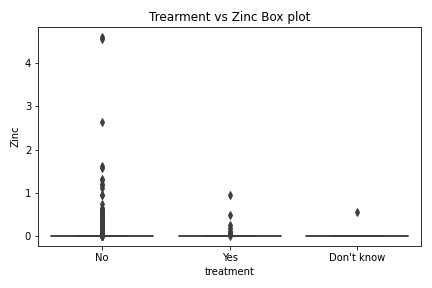 Trearment vs Zinc Box plot
4
3
2
1
0
Zinc
No
Yes
Don't know
treatment